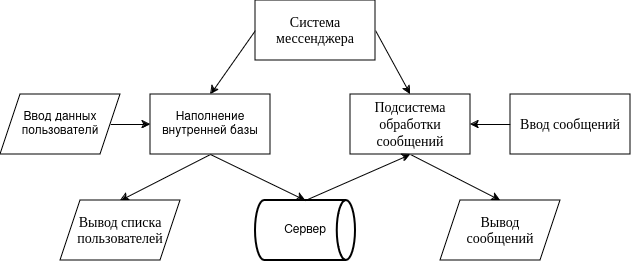 Система
мессенджера
Ввод данных
пользователей
Наполнение
внутренней базы
Подсистема
обработки
сообщений
Ввод сообщений
Вывод списка
пользователей
Сервер
Вывод
сообщений